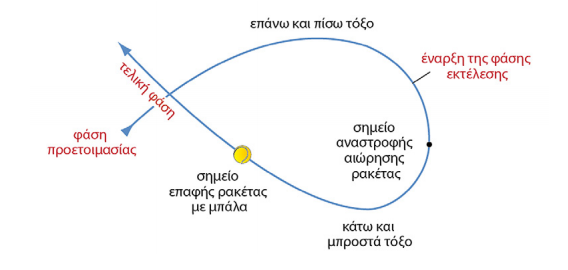 επάνω και πίσω τόξο
έναρξη της φάσης
εκτέλεσης
τελική φάση
φάση
προετοιμασίας
σημείο
αναστροφής
αιώρησης
ρακέτας
σημείο
επαφής ρακέτας
με μπάλα
κάτω και
μπροστά τόξο